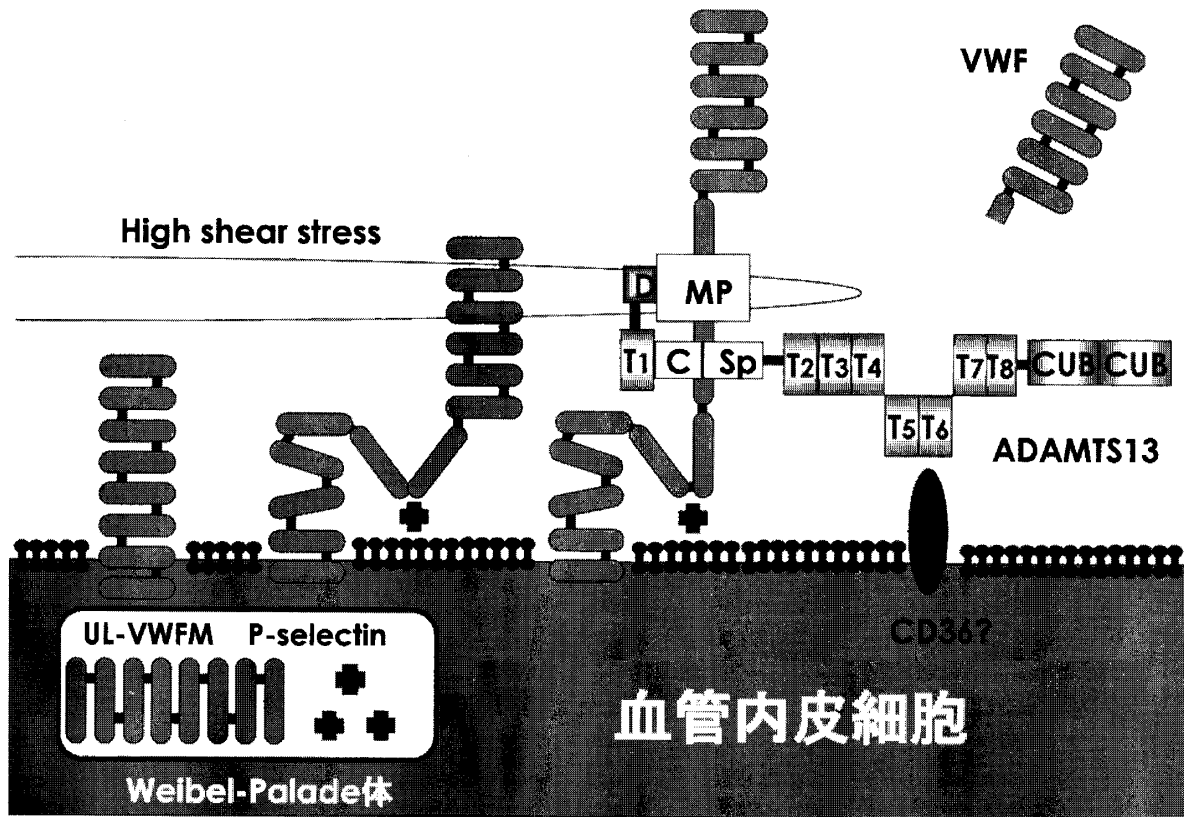 VWF
High shear stress
D MP
T1 C Sp T2 T3 T4 T7 T8 CUB CUB
T5 T6
ADAMTS13
CD36?
UL-VWFM P-selectin
血管内皮細胞
Weibel-Palade体